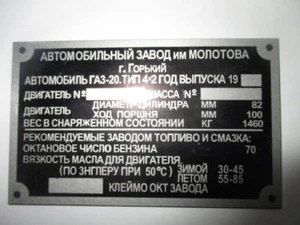 АВТОМОБИЛЬНЫЙ ЗАВОД им МОЛОТОВА
г. ГОРЬКИЙ
АВТОМОБИЛЬ ГАЗ-20. ТИП 4×2 ГОД ВЫПУСКА 19
ДВИГАТЕЛЬ № ШАССИ №
ДВИГАТЕЛЬ ДИАМЕТР ЦИЛИНДРА ММ 82
ХОД ПОРШНЯ ММ 100
ВЕС В СНАРЯЖЕННОМ СОСТОЯНИИ КГ 1460
РЕКОМЕНДУЕМЫЕ ЗАВОДОМ ТОПЛИВО И СМАЗКА:
ОКТАНОВОЕ ЧИСЛО БЕНЗИНА 70
ВЯЗКОСТЬ МАСЛА ДЛЯ ДВИГАТЕЛЯ
(ПО ЭНГЛЕРУ ПРИ 50°С) ЗИМОЙ 30-45
ЛЕТОМ 55-85
КЛЕЙМО ОКТ ЗАВОДА